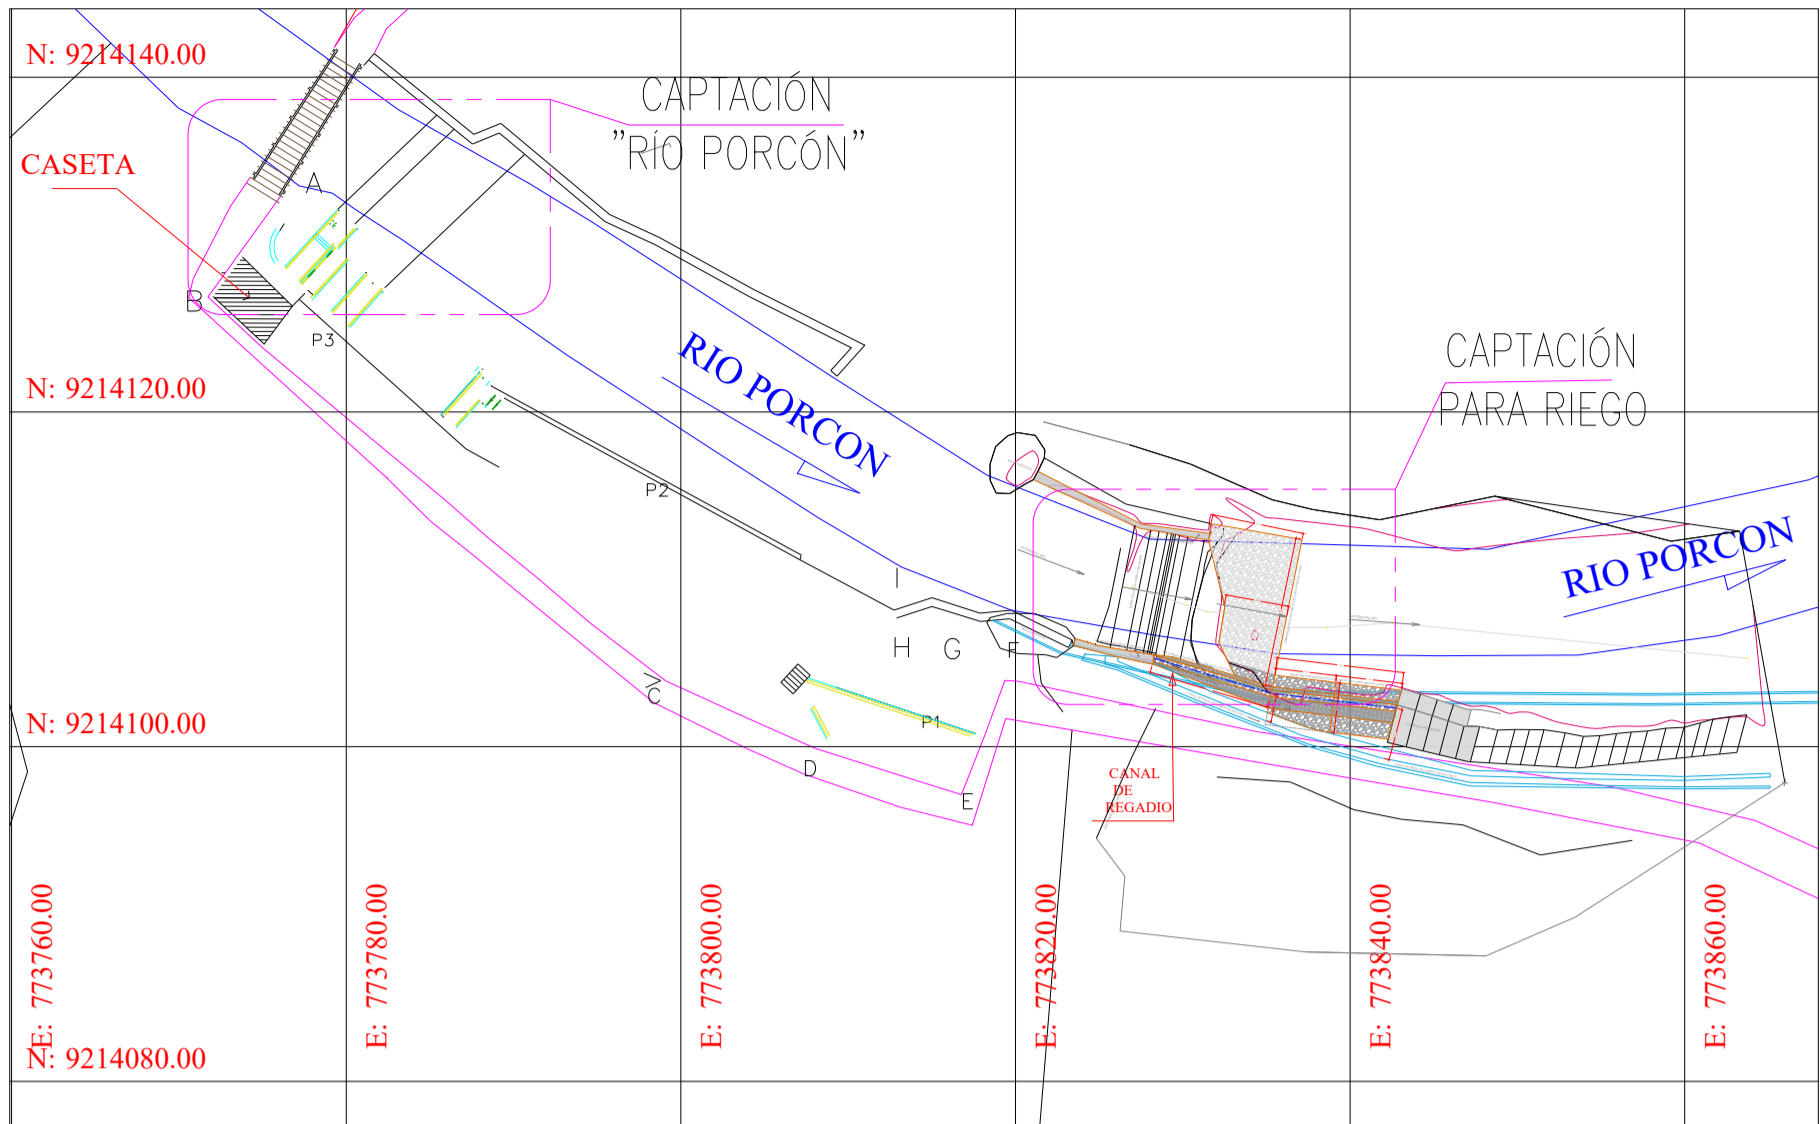 N: 9214140.00
CAPTACIÓN
"RÍO PORCÓN"
CASETA
A
B
P3
RIO PORCON
CAPTACIÓN
PARA RIEGO
N: 9214120.00
P2
I
H G F
RIO PORCON
C
N: 9214100.00
P1
D
E
CANAL
DE
REGADIO
E: 773760.00
E: 773780.00
E: 773800.00
E: 773820.00
E: 773840.00
E: 773860.00
N: 9214080.00